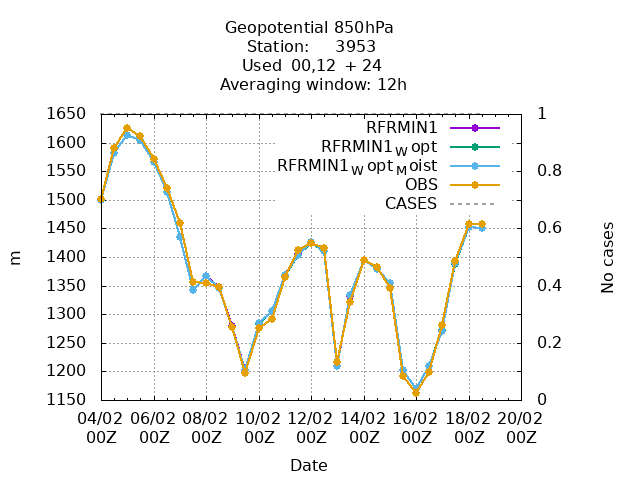 Geopotential 850hPa
Station: 3953
Used 00,12 + 24
Averaging window: 12h
1650
1600
1550
1500
1450
1400
1350
1300
1250
1200
1150
m
1
0.8
0.6
0.4
0.2
0
No cases
RFRMIN1
RFRMIN1_Wopt
RFRMIN1_Wopt_Moist
OBS
CASES
04/02 06/02 08/02 10/02 12/02 14/02 16/02 18/02 20/02
00Z 00Z 00Z 00Z 00Z 00Z 00Z 00Z 00Z
Date